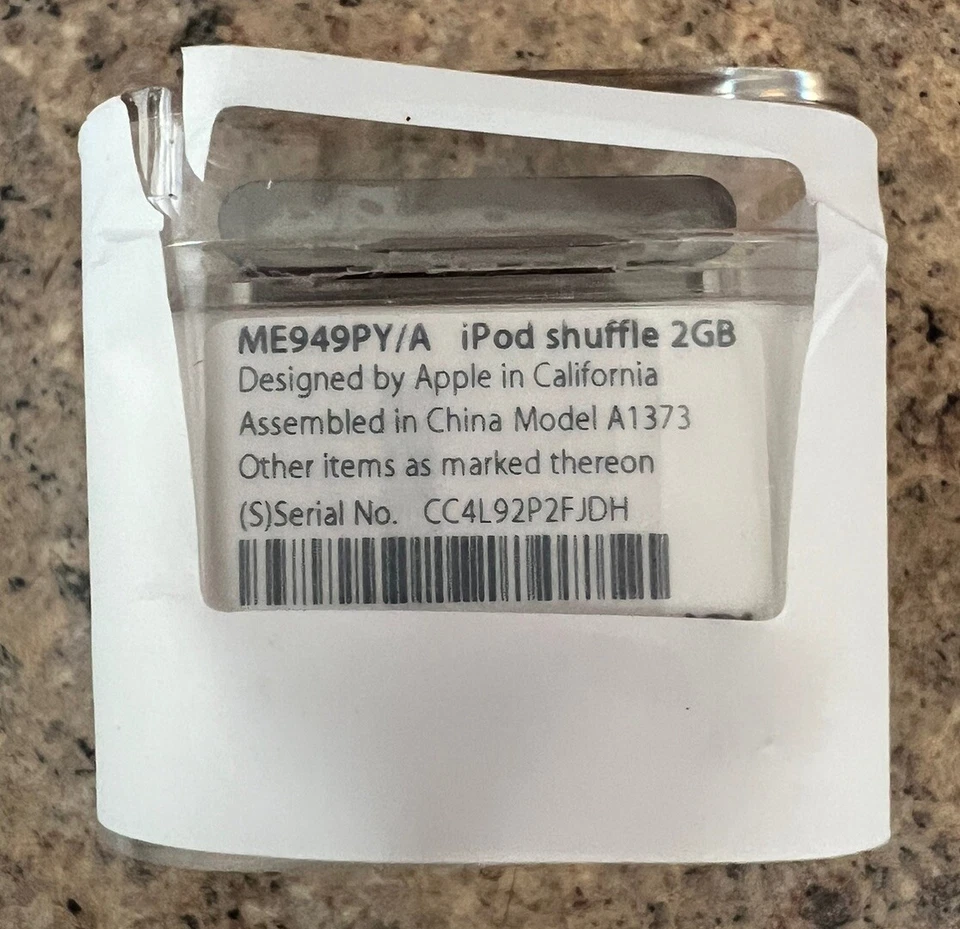 ME949PY/A iPod shuffle 2GB
Designed by Apple in California
Assembled in China Model A1373
Other items as marked thereon
(S)Serial No. CC4L92P2FJDH